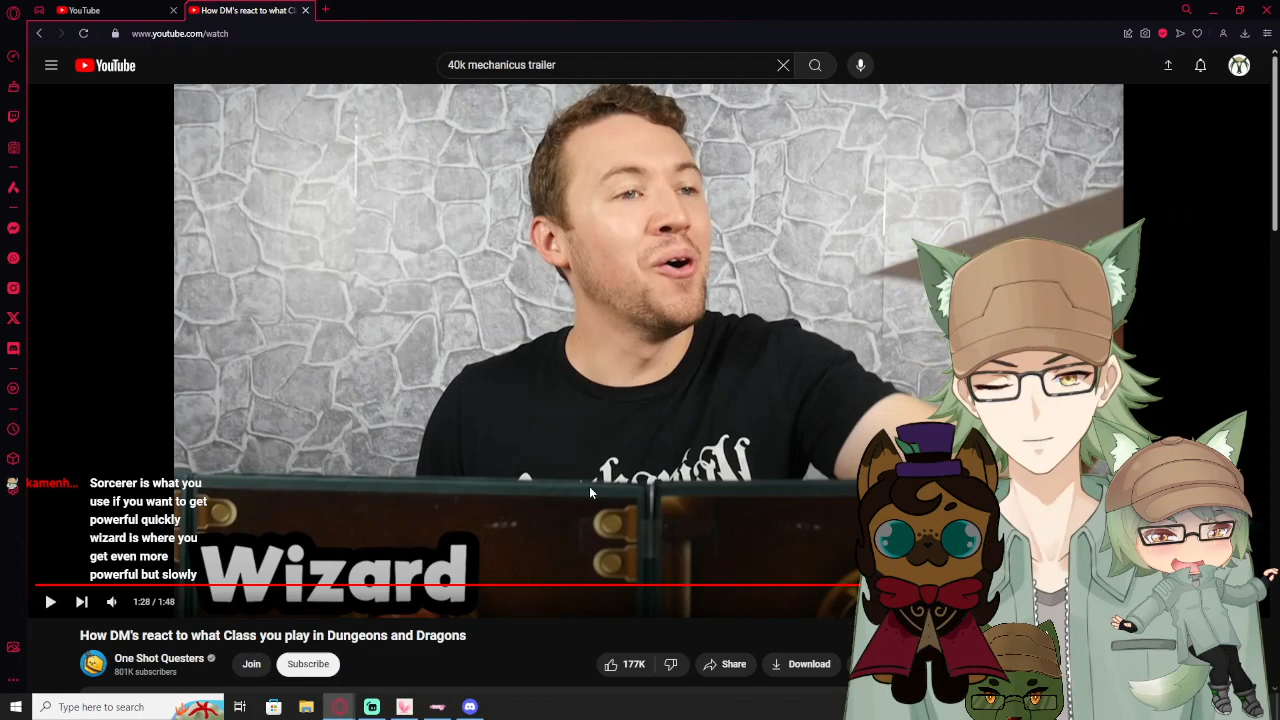 YouTube
How DM's react to what Cl
www.youtube.com/watch
YouTube
40k mechanicus trailer
kamenh...
Sorcerer is what you
use if you want to get
powerful quickly
wizard is where you
get even more
powerful but slowly
Wizard
1:28 / 1:48
How DM's react to what Class you play in Dungeons and Dragons
One Shot Questers
801K subscribers
Join
Subscribe
177K
Share
Download
Type here to search